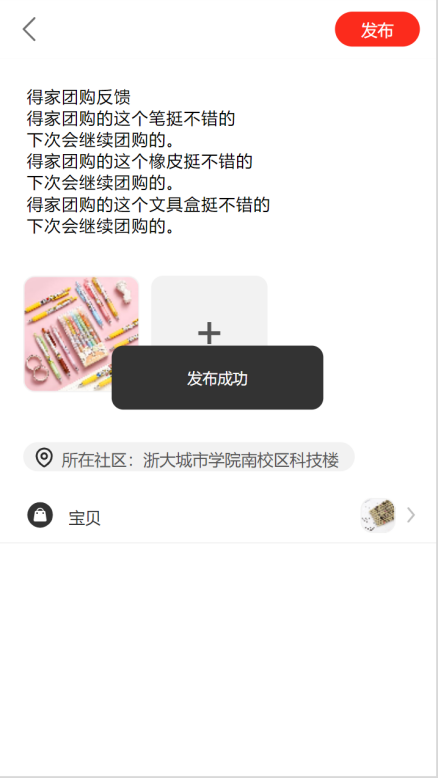 发布
得家团购反馈
得家团购的这个笔挺不错的
下次会继续团购的。
得家团购的这个橡皮挺不错的
下次会继续团购的。
得家团购的这个文具盒挺不错的
下次会继续团购的。
发布成功
所在社区：浙大城市学院南校区科技楼
宝贝